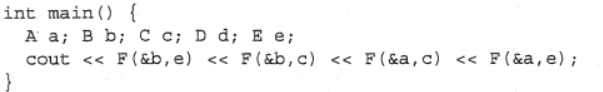 int main() {
A a; B b; C c; D d; E e;
cout << F(&b,e) << F(&b,c) << F(&a,c) << F(&a,e);
}